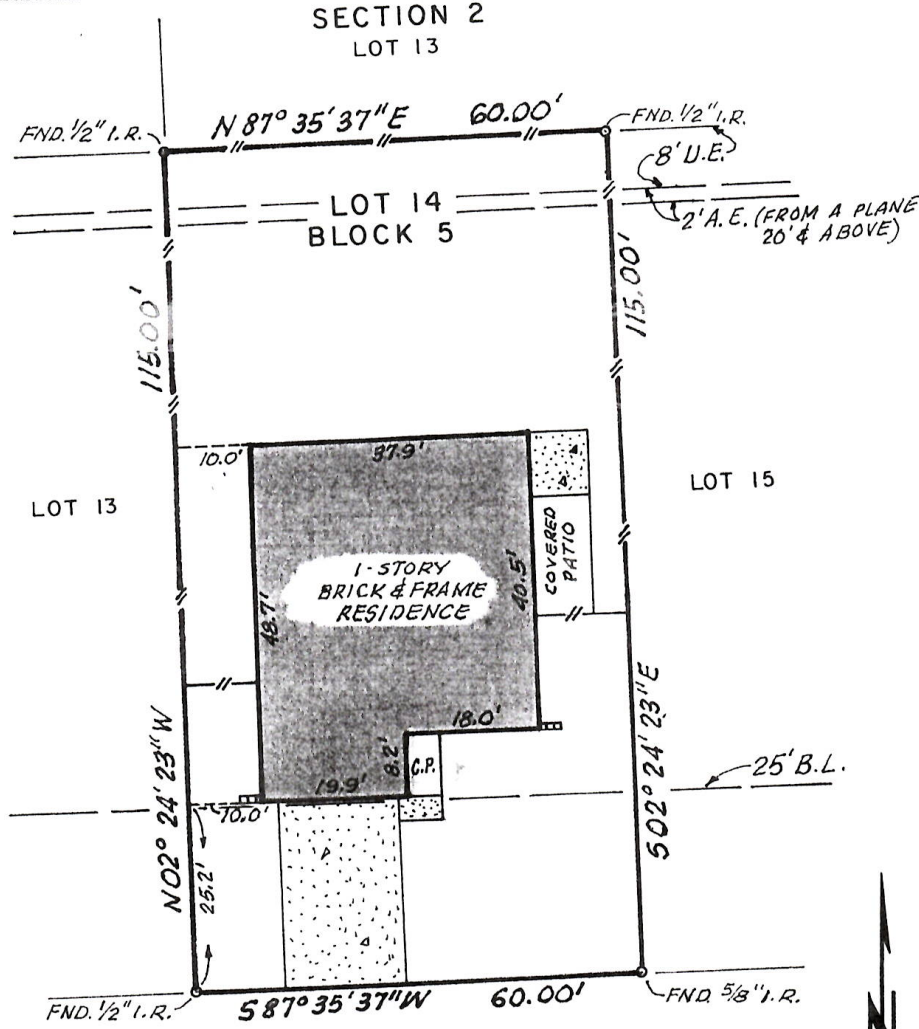 SECTION 2
LOT 13
N 87° 35' 37" E 60.00'
FND. 1/2" I.R.
FND. 1/2" I.R.
8' U.E.
LOT 14
BLOCK 5
2' A.E. (FROM A PLANE
20' & ABOVE)
115.00'
115.00'
10.0'
37.9'
LOT 13
LOT 15
1-STORY
BRICK & FRAME
RESIDENCE
48.7'
40.5'
COVERED
PATIO
18.0'
8.2'
C.P.
19.9'
10.0'
25' B.L.
N02° 24' 23" W
25.2'
S02° 24' 23" E
FND. 1/2" I.R.
S 87° 35' 37" W 60.00'
FND. 5/8" I.R.
N